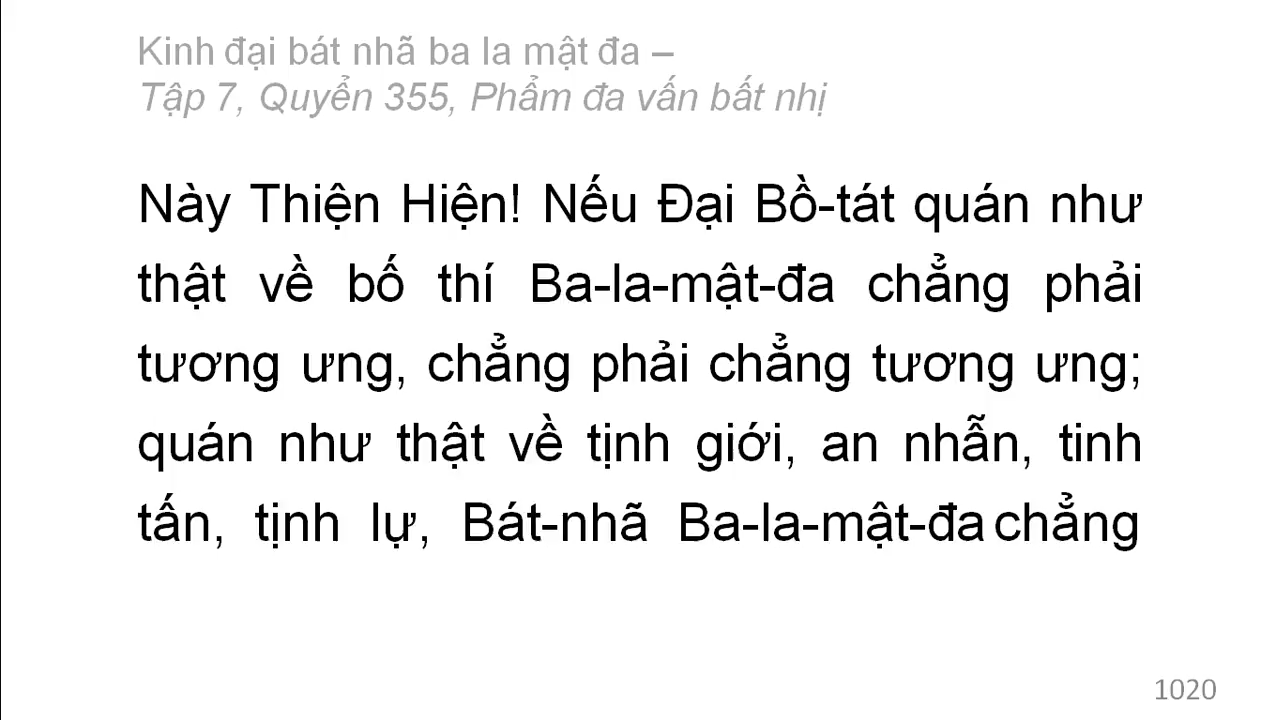 Kinh đại bát nhã ba la mật đa –
Tập 7, Quyển 355, Phẩm đa vấn bất nhị
Này Thiện Hiện! Nếu Đại Bồ-tát quán như
thật về bố thí Ba-la-mật-đa chẳng phải
tương ưng, chẳng phải chẳng tương ưng;
quán như thật về tịnh giới, an nhẫn, tinh
tấn, tịnh lự, Bát-nhã Ba-la-mật-đa chẳng
1020